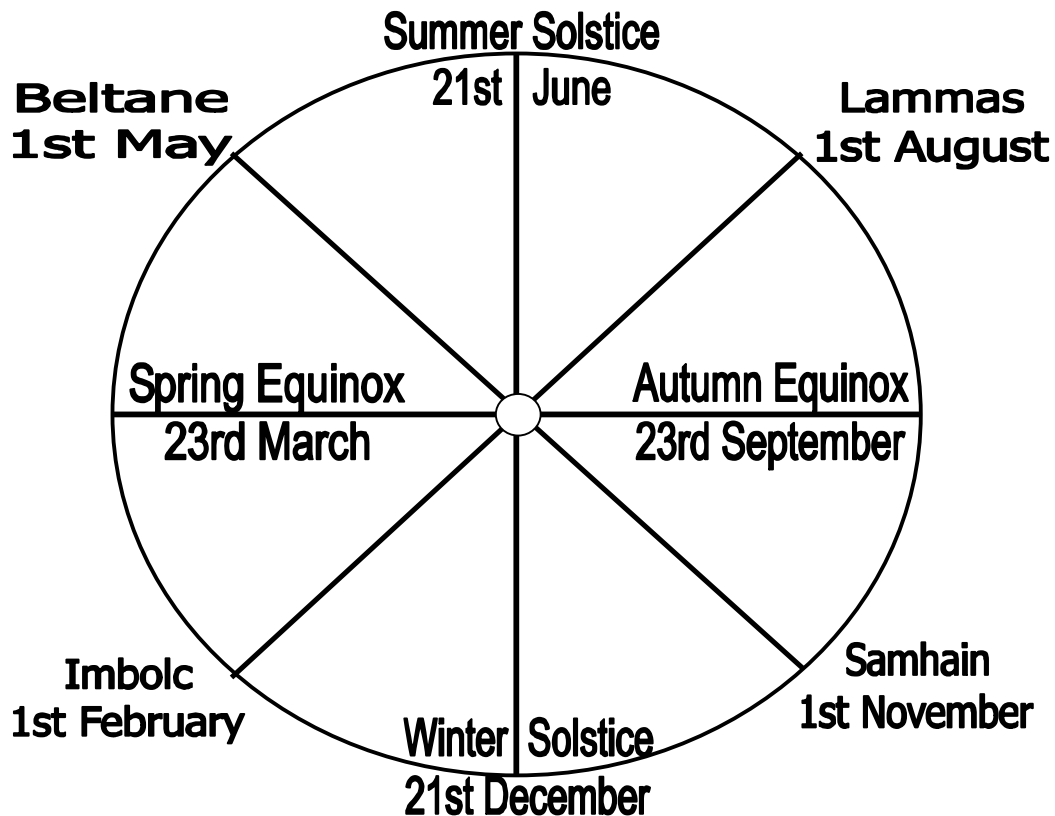 Summer Solstice
21st June
Beltane
1st May
Lammas
1st August
Spring Equinox
23rd March
Autumn Equinox
23rd September
Imbolc
1st February
Samhain
1st November
Winter Solstice
21st December